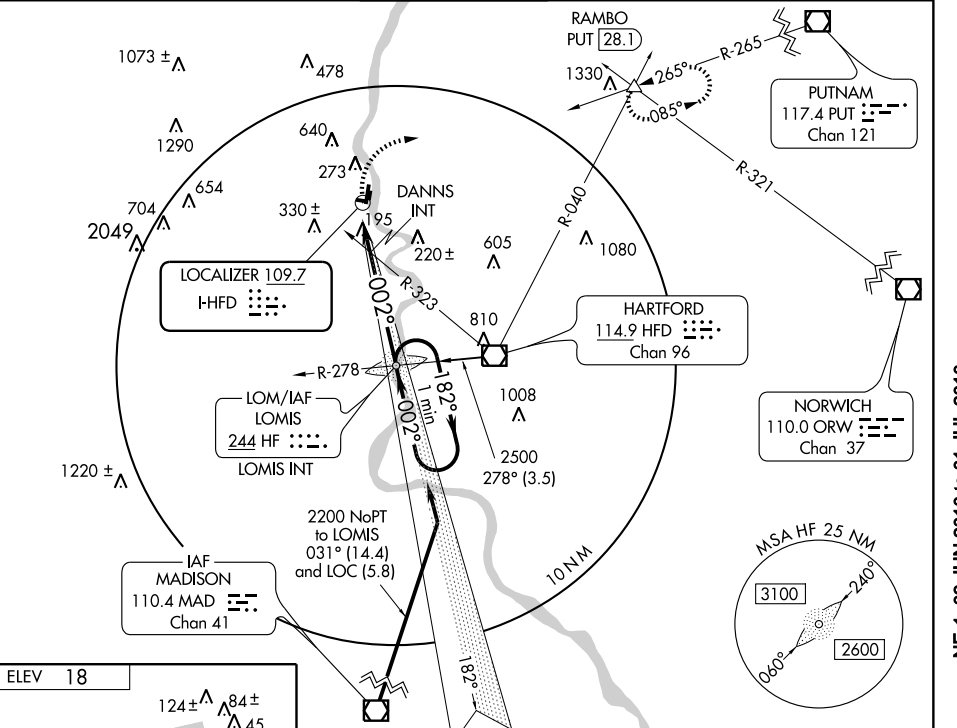 RAMBO
PUT 28.1
R-265
1073 ±
478
1330
265°
085°
PUTNAM
117.4 PUT
Chan 121
1290
640
273
R-321
654
704
2049
330 ±
195
DANNS
INT
220 ±
605
R-040
1080
LOCALIZER 109.7
I-HFD
R-323
002°
810
HARTFORD
114.9 HFD
Chan 96
R-278
182°
1 min
002°
LOM/IAF
LOMIS
244 HF
LOMIS INT
1008
NORWICH
110.0 ORW
Chan 37
2500
278° (3.5)
1220 ±
2200 NoPT
to LOMIS
031° (14.4)
and LOC (5.8)
10 NM
MSA HF 25 NM
3100
240°
060°
2600
IAF
MADISON
110.4 MAD
Chan 41
182°
ELEV 18
124 ±
84 ±
45